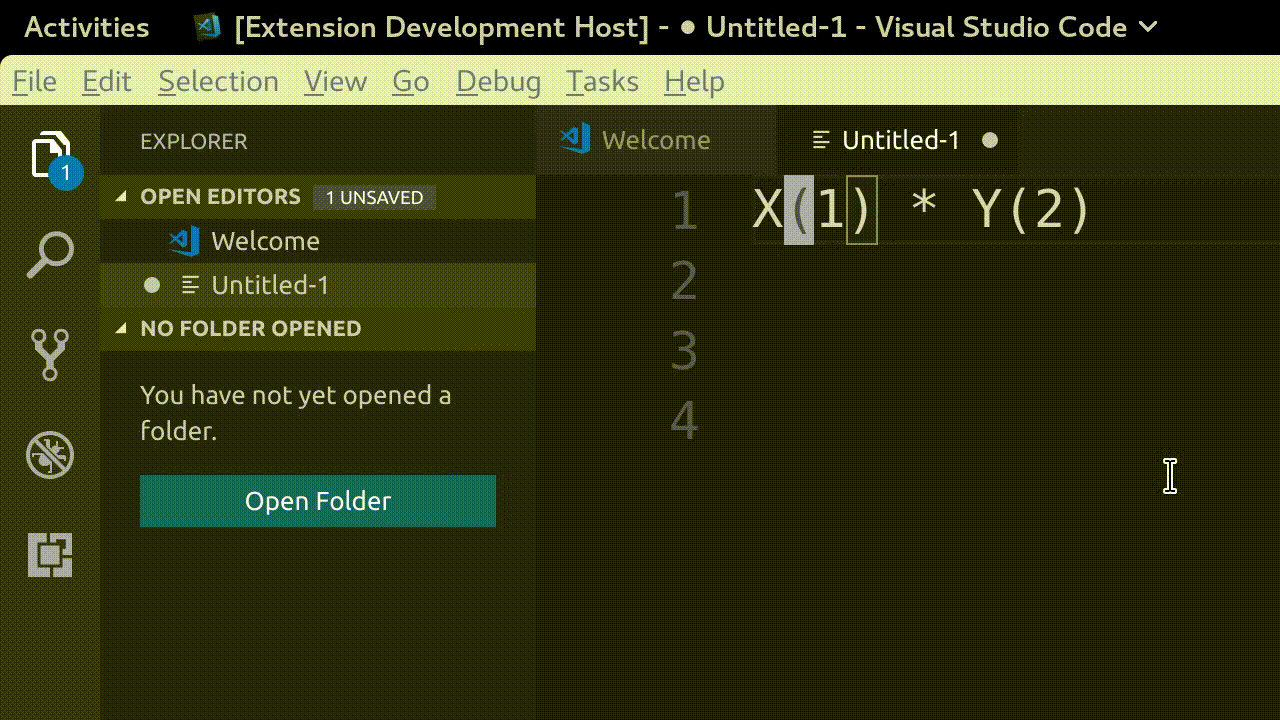 Activities [Extension Development Host] - ● Untitled-1 - Visual Studio Code
File Edit Selection View Go Debug Tasks Help
1
EXPLORER
OPEN EDITORS 1 UNSAVED
Welcome
Untitled-1
NO FOLDER OPENED
You have not yet opened a
folder.
Open Folder
Welcome Untitled-1
1 X(1) * Y(2)
2
3
4